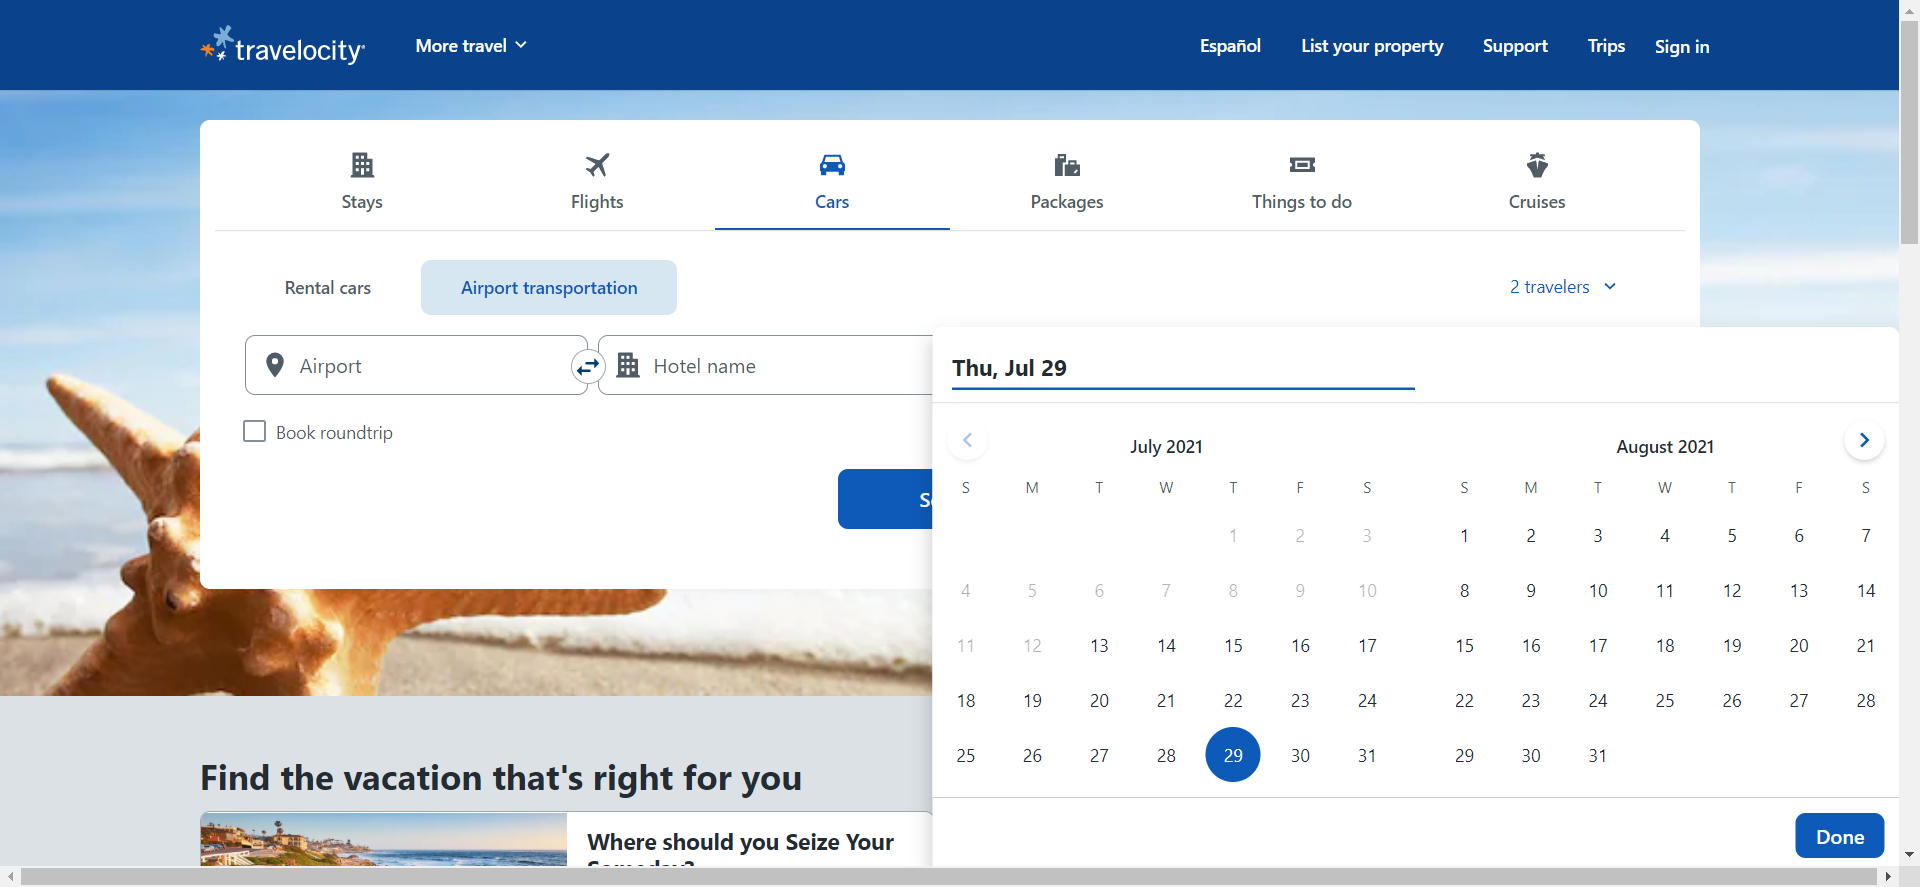 travelocity
More travel
Español
List your property
Support
Trips
Sign in
Stays
Flights
Cars
Packages
Things to do
Cruises
Rental cars
Airport transportation
2 travelers
Airport
Hotel name
Book roundtrip
Thu, Jul 29
July 2021
S M T W T F S
1 2 3
4 5 6 7 8 9 10
11 12 13 14 15 16 17
18 19 20 21 22 23 24
25 26 27 28 29 30 31
August 2021
S M T W T F S
1 2 3 4 5 6 7
8 9 10 11 12 13 14
15 16 17 18 19 20 21
22 23 24 25 26 27 28
29 30 31
Done
Find the vacation that's right for you
Where should you Seize Your
Someday?